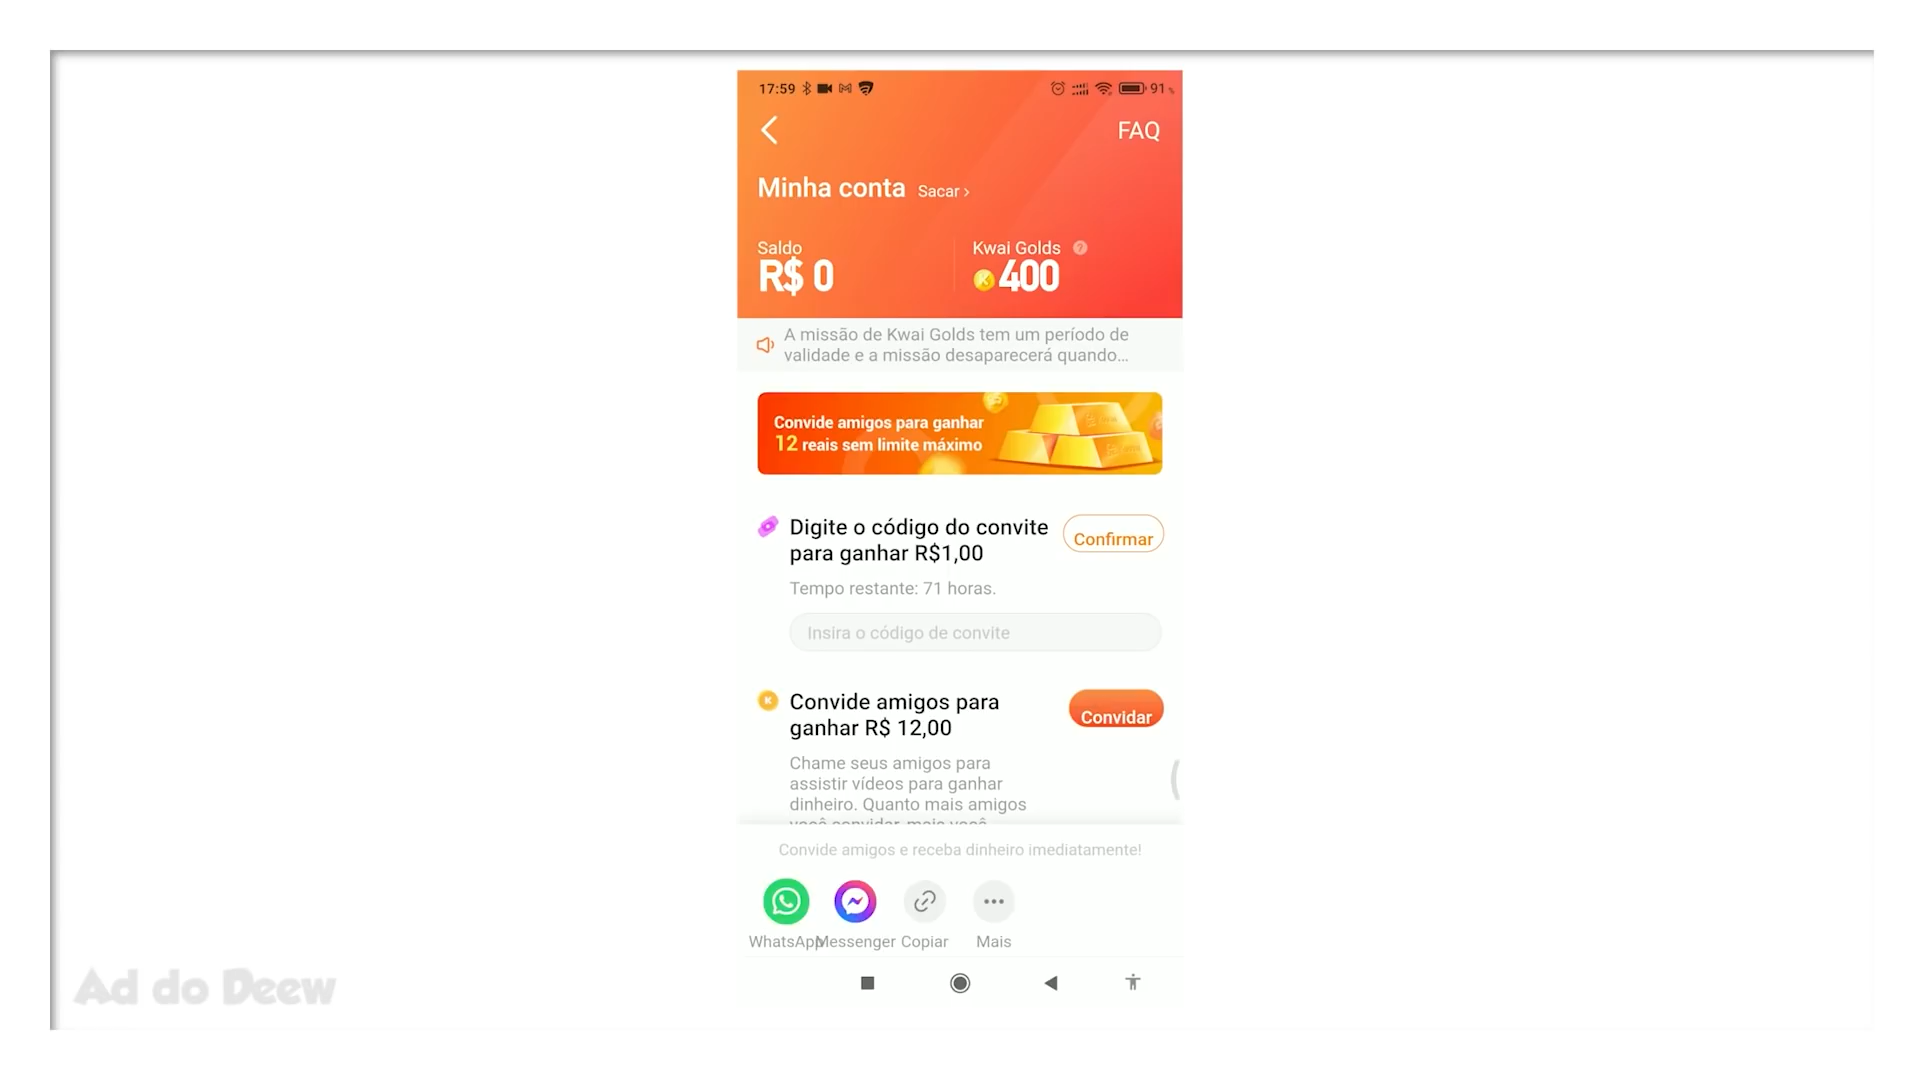 17:59
91
FAQ
Minha conta Sacar ›
Saldo
R$ 0
Kwai Golds ?
400
A missão de Kwai Golds tem um período de
validade e a missão desaparecerá quando...
Convide amigos para ganhar
12 reais sem limite máximo
Digite o código do convite
para ganhar R$1,00
Confirmar
Tempo restante: 71 horas.
Insira o código de convite
Convide amigos para
ganhar R$ 12,00
Convidar
Chame seus amigos para
assistir vídeos para ganhar
dinheiro. Quanto mais amigos
você convidar, mais você
Convide amigos e receba dinheiro imediatamente!
WhatsApp Messenger Copiar Mais
Ad do Deew